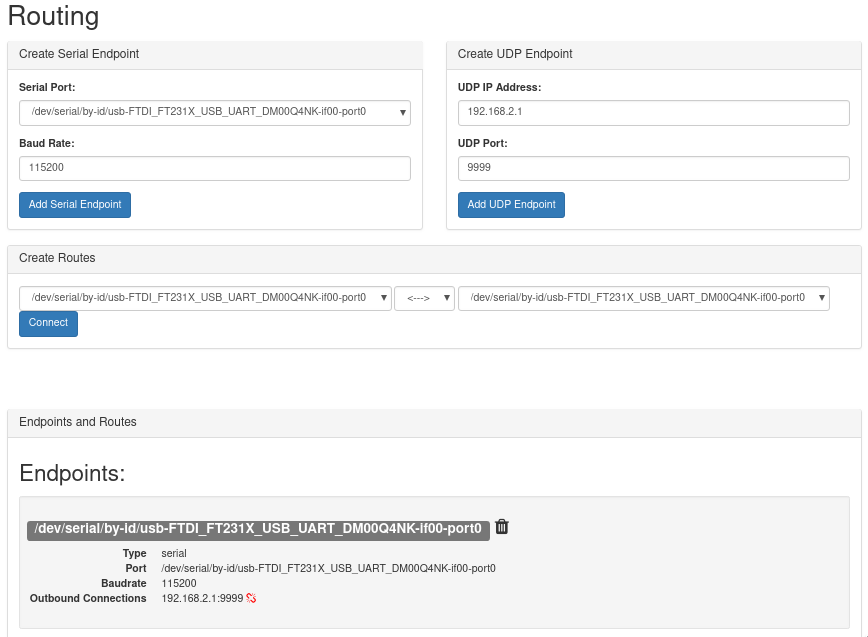 Routing
Create Serial Endpoint
Serial Port:
/dev/serial/by-id/usb-FTDI_FT231X_USB_UART_DM00Q4NK-if00-port0
Baud Rate:
115200
Add Serial Endpoint
Create UDP Endpoint
UDP IP Address:
192.168.2.1
UDP Port:
9999
Add UDP Endpoint
Create Routes
/dev/serial/by-id/usb-FTDI_FT231X_USB_UART_DM00Q4NK-if00-port0 <---> /dev/serial/by-id/usb-FTDI_FT231X_USB_UART_DM00Q4NK-if00-port0
Connect
Endpoints and Routes
Endpoints:
/dev/serial/by-id/usb-FTDI_FT231X_USB_UART_DM00Q4NK-if00-port0
Type serial
Port /dev/serial/by-id/usb-FTDI_FT231X_USB_UART_DM00Q4NK-if00-port0
Baudrate 115200
Outbound Connections 192.168.2.1:9999